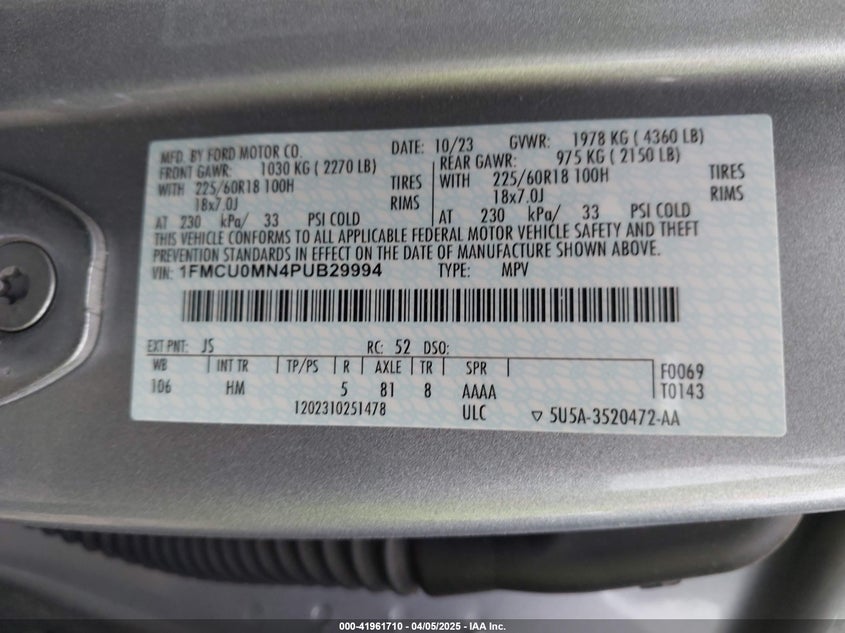 MFD. BY FORD MOTOR CO.
DATE: 10/23 GVWR: 1978 KG ( 4360 LB)
FRONT GAWR: 1030 KG ( 2270 LB)
REAR GAWR: 975 KG ( 2150 LB)
WITH 225/60R18 100H TIRES
WITH 225/60R18 100H TIRES
18x7.0J RIMS
18x7.0J RIMS
AT 230 kPa/ 33 PSI COLD
AT 230 kPa/ 33 PSI COLD
THIS VEHICLE CONFORMS TO ALL APPLICABLE FEDERAL MOTOR VEHICLE SAFETY AND THEFT
PREVENTION STANDARDS IN EFFECT ON THE DATE OF MANUFACTURE SHOWN ABOVE.
VIN: 1FMCU0MN4PUB29994 TYPE: MPV
EXT PNT: JS RC: 52 DSO:
WB INT TR TP/PS R AXLE TR SPR F0069
106 HM 5 81 8 AAAA T0143
1202310251478 ULC ▽ 5U5A-3520472-AA
000-41961710 - 04/05/2025 - IAA Inc.